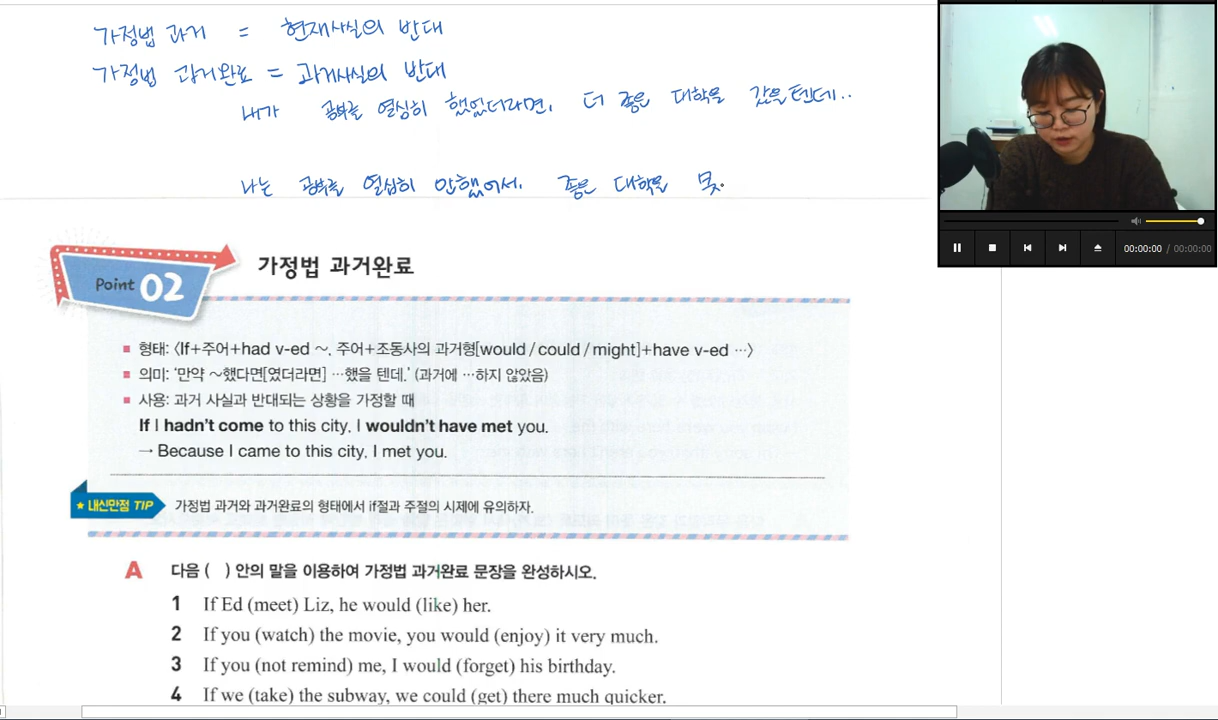 가정법 과거 = 현재사실의 반대
가정법 과거완료 = 과거사실의 반대
내가 공부를 열심히 했었더라면, 더 좋은 대학을 갔을텐데..
나는 공부를 열심히 안했어서, 좋은 대학을 못
Point 02 가정법 과거완료
형태: 〈If+주어+had v-ed ~, 주어+조동사의 과거형[would / could / might]+have v-ed …〉
의미: ‘만약 ~했다면[였더라면] …했을 텐데.’ (과거에 …하지 않았음)
사용: 과거 사실과 반대되는 상황을 가정할 때
If I hadn't come to this city, I wouldn't have met you.
→ Because I came to this city, I met you.
★ 내신만점 TIP 가정법 과거와 과거완료의 형태에서 if절과 주절의 시제에 유의하자.
A 다음 ( ) 안의 말을 이용하여 가정법 과거완료 문장을 완성하시오.
1 If Ed (meet) Liz, he would (like) her.
2 If you (watch) the movie, you would (enjoy) it very much.
3 If you (not remind) me, I would (forget) his birthday.
4 If we (take) the subway, we could (get) there much quicker.
00:00:00 / 00:00:00